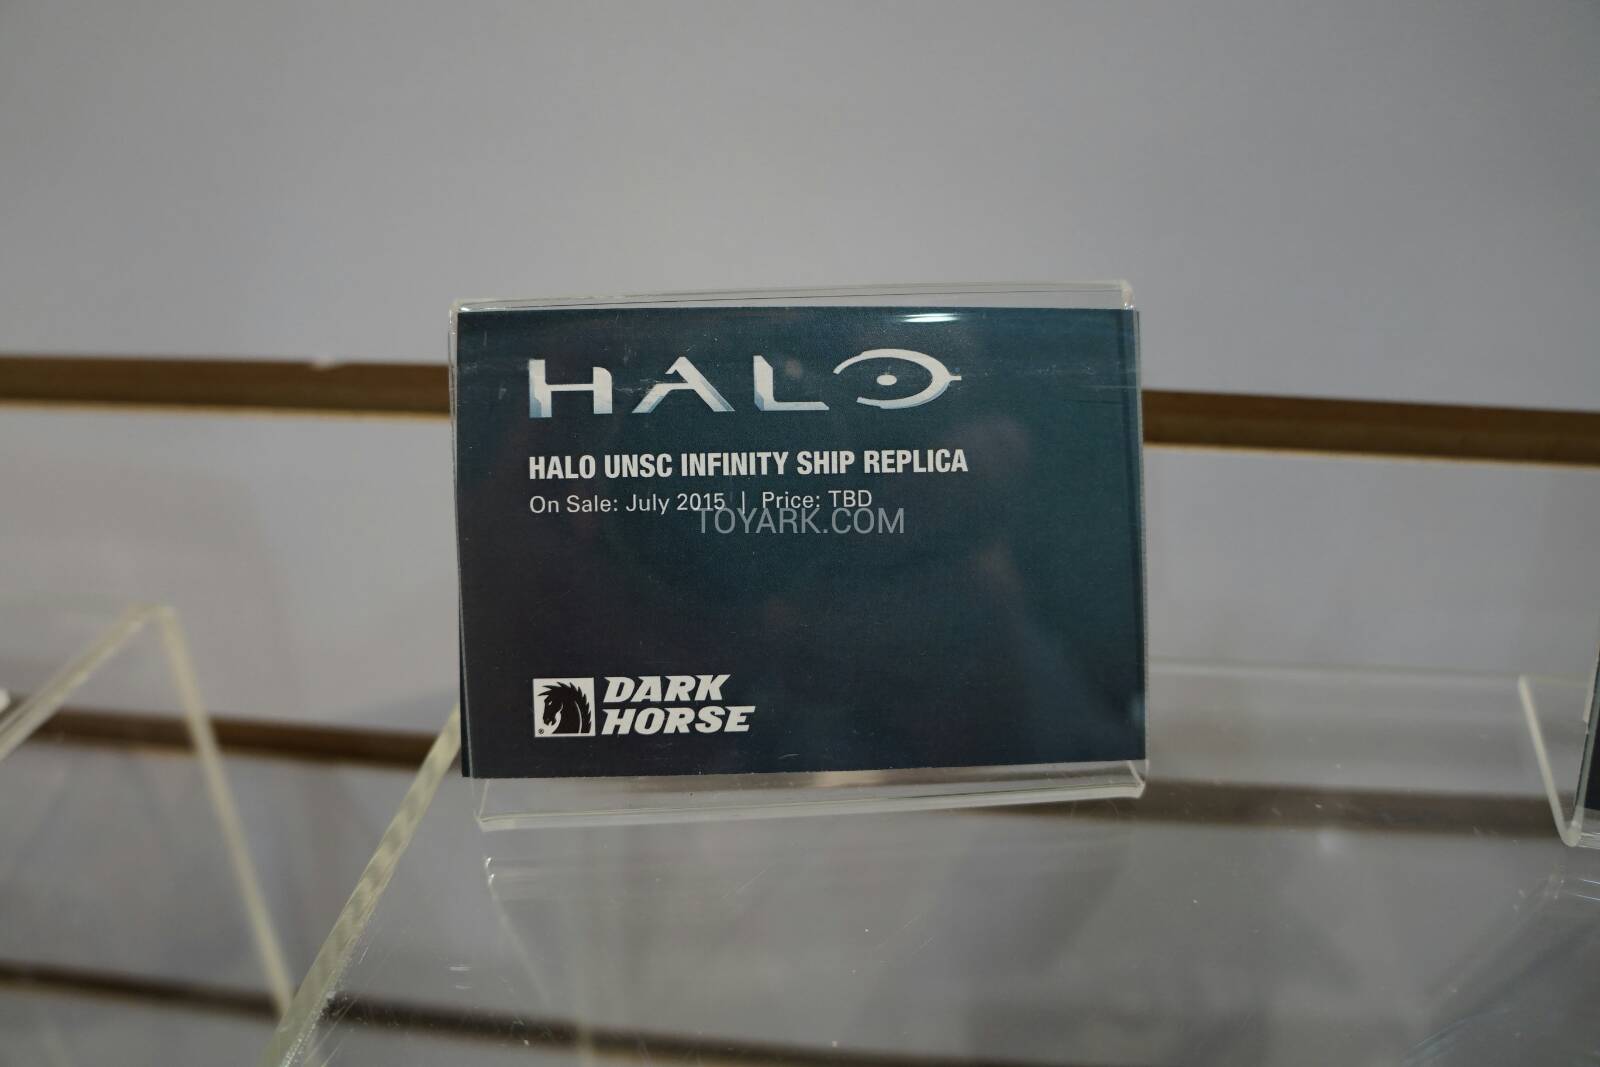 HALO
HALO UNSC INFINITY SHIP REPLICA
On Sale: July 2015 | Price: TBD
TOYARK.COM
DARK
HORSE